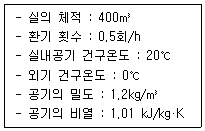 - 실의 체적 : 400㎥
- 환기 횟수 : 0.5회/h
- 실내공기 건구온도 : 20℃
- 외기 건구온도 : 0℃
- 공기의 밀도 : 1.2kg/㎥
- 공기의 비열 : 1.01 kJ/kg·K